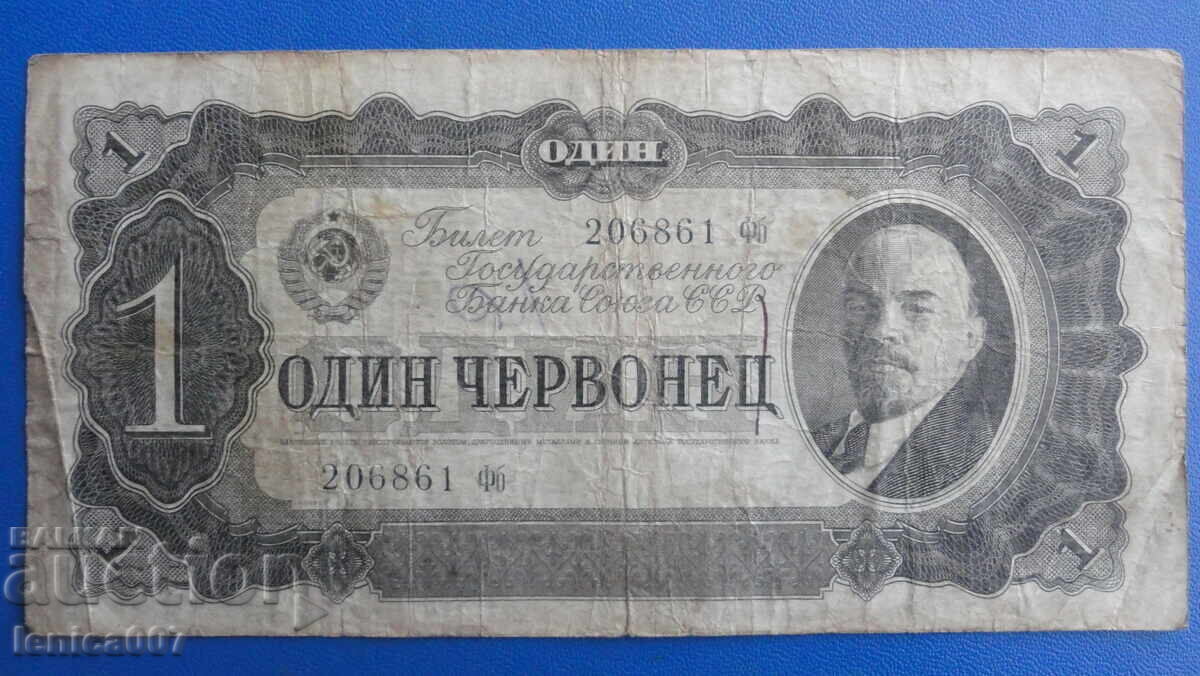 1 ОДИН 1
Билет 206861 Фб
Государственного
Банка Союза ССР
1
ОДИН ЧЕРВОНЕЦ
206861 Фб
1 1
БАЛКАН
auction
lenica007